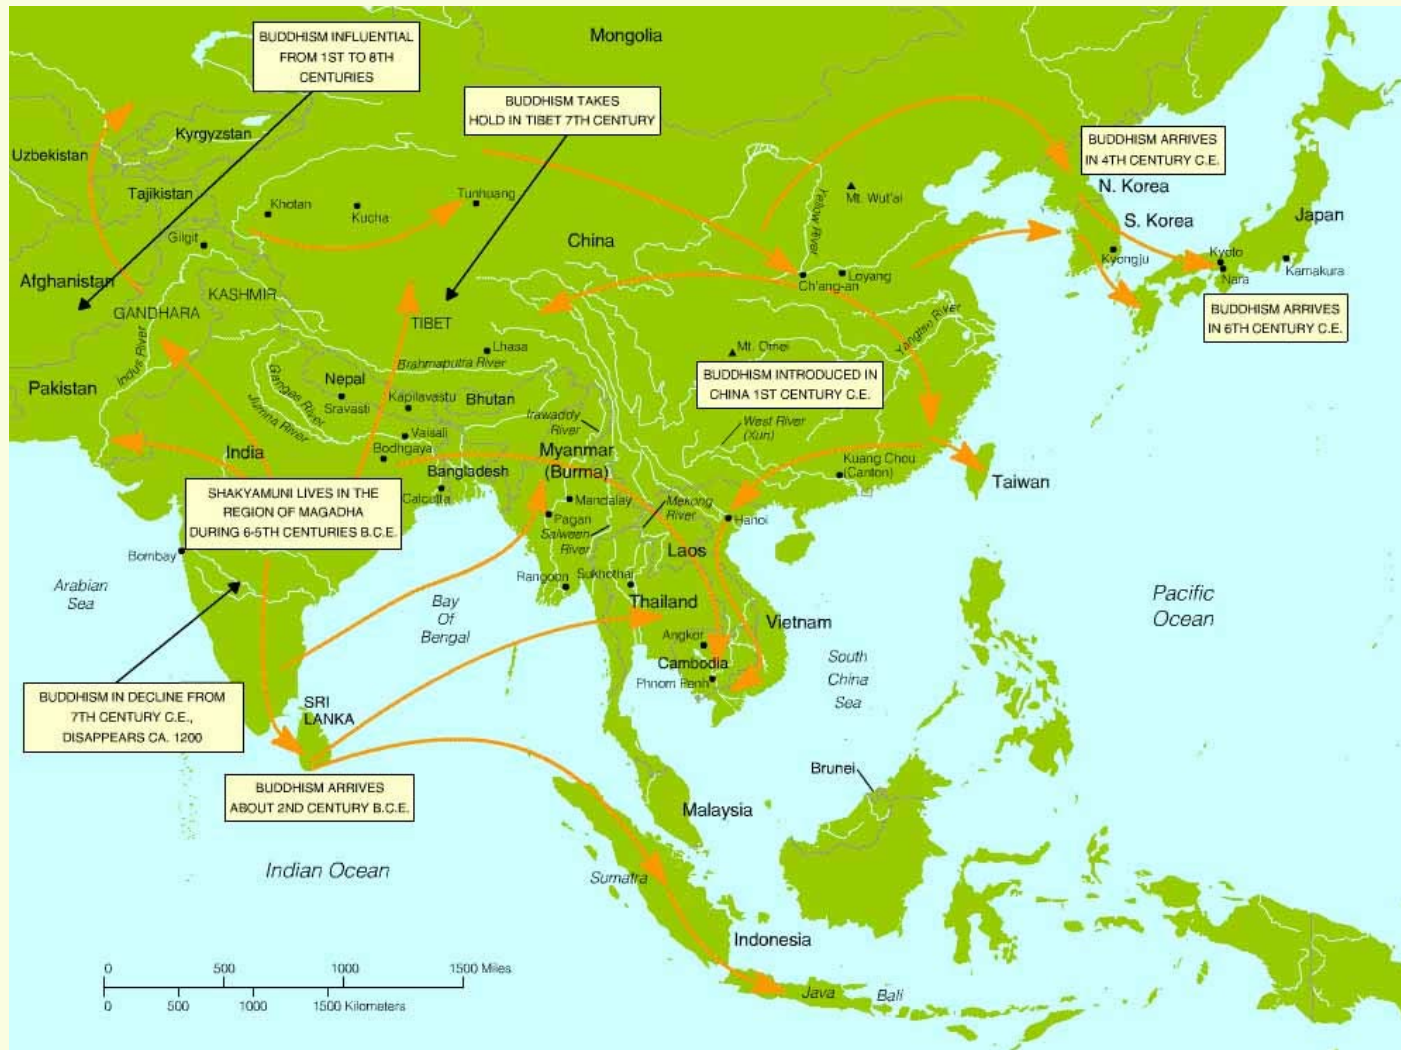 BUDDHISM INFLUENTIAL
FROM 1ST TO 8TH
CENTURIES
Mongolia
BUDDHISM TAKES
HOLD IN TIBET 7TH CENTURY
Kyrgyzstan
Uzbekistan
BUDDHISM ARRIVES
IN 4TH CENTURY C.E.
Tajikistan
Khotan
Kucha
Tunhuang
Mt. Wut'ai
N. Korea
S. Korea
Japan
Yellow River
Gilgit
China
Kyongju
Kyoto
Nara
Kamakura
Afghanistan
KASHMIR
Ch'ang-an
Loyang
GANDHARA
TIBET
BUDDHISM ARRIVES
IN 6TH CENTURY C.E.
Indus River
Lhasa
Brahmaputra River
Mt. Omei
Yangtse River
Pakistan
Nepal
Sravasti
Kapilavastu
Bhutan
BUDDHISM INTRODUCED IN
CHINA 1ST CENTURY C.E.
Ganges River
Jumna River
Irawaddy
River
West River
(Xun)
Vaisali
India
Bodhgaya
Bangladesh
Myanmar
(Burma)
Kuang Chou
(Canton)
Taiwan
SHAKYAMUNI LIVES IN THE
REGION OF MAGADHA
DURING 6-5TH CENTURIES B.C.E.
Calcutta
Mandalay
Mekong
River
Pagan
Hanoi
Salween
River
Laos
Bombay
Arabian
Sea
Rangoon
Sukhothai
Bay
Of
Bengal
Thailand
Vietnam
Pacific
Ocean
Angkor
Cambodia
Phnom Penh
South
China
Sea
BUDDHISM IN DECLINE FROM
7TH CENTURY C.E.,
DISAPPEARS CA. 1200
SRI
LANKA
BUDDHISM ARRIVES
ABOUT 2ND CENTURY B.C.E.
Brunei
Malaysia
Indian Ocean
Sumatra
Indonesia
Java
Bali
0 500 1000 1500 Miles
0 500 1000 1500 Kilometers